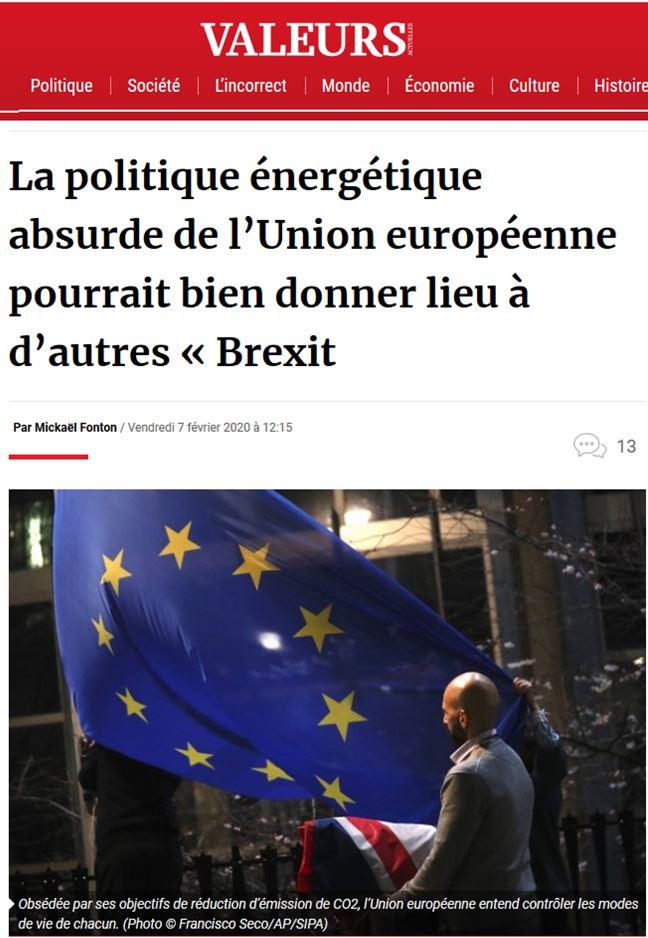 VALEURS
ACTUELLES
Politique
Société
L'incorrect
Monde
Économie
Culture
Histoire
La politique énergétique
absurde de l'Union européenne
pourrait bien donner lieu à
d'autres « Brexit
Par Mickaël Fonton / Vendredi 7 février 2020 à 12:15
13
Obsédée par ses objectifs de réduction d'émission de CO2, l'Union européenne entend contrôler les modes
de vie de chacun. (Photo © Francisco Seco/AP/SIPA)